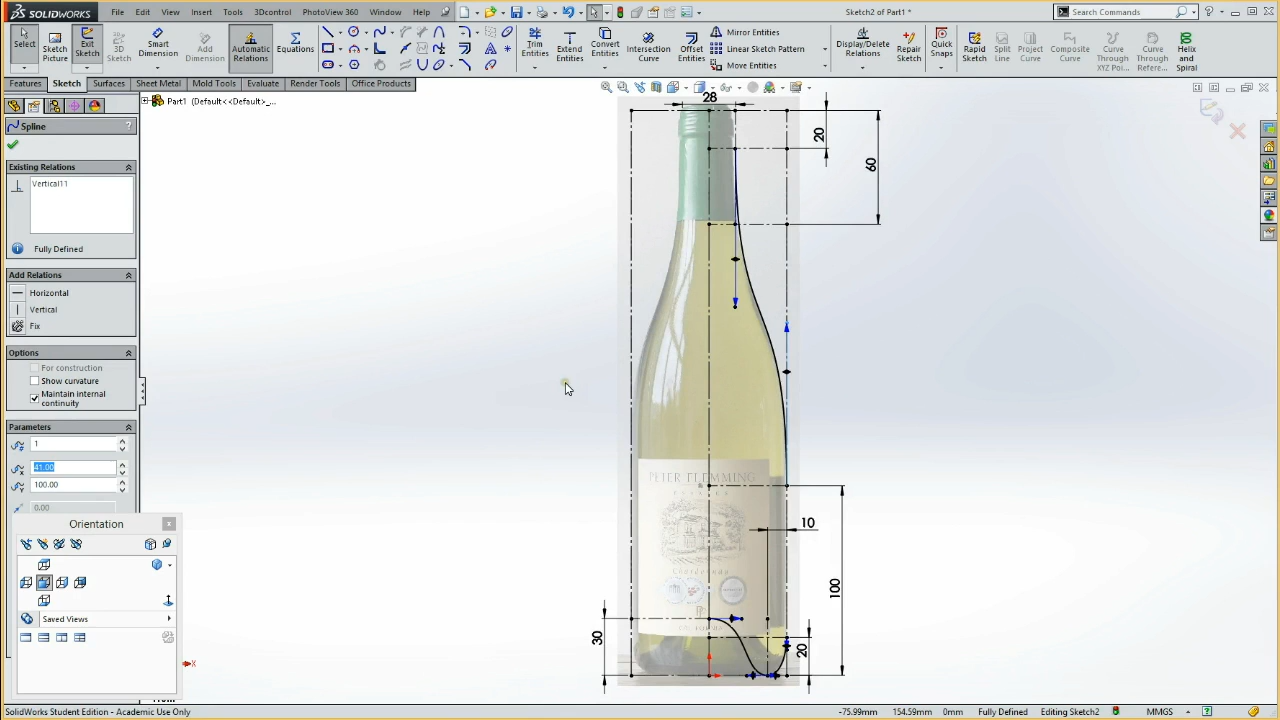 SOLIDWORKS File Edit View Insert Tools 3Dcontrol PhotoView 360 Window Help Sketch2 of Part1 * Search Commands
Select Sketch Picture Exit Sketch 3D Sketch Smart Dimension Add Dimension Automatic Relations Equations Trim Entities Extend Entities Convert Entities Intersection Curve Offset Entities Mirror Entities Linear Sketch Pattern Move Entities Display/Delete Relations Repair Sketch Quick Snaps Rapid Sketch Split Line Project Curve Composite Curve Curve Through XYZ Poi... Curve Through Refere... Helix and Spiral
Features Sketch Surfaces Sheet Metal Mold Tools Evaluate Render Tools Office Products
Part1 (Default<<Default>_...
Spline ?
Existing Relations
Vertical11
Fully Defined
Add Relations
Horizontal
Vertical
Fix
Options
For construction
Show curvature
Maintain internal
continuity
Parameters
1
41.00
100.00
0.00
Orientation
Saved Views
28
20
60
PETER FLEMMING
10
100
Chardonnay
30
20
X
SolidWorks Student Edition - Academic Use Only -75.99mm 154.59mm 0mm Fully Defined Editing Sketch2 MMGS